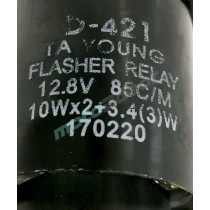 D-421
TA YOUNG
FLASHER RELAY
12.8V 85C/M
10Wx2+3.4(3)W
170220